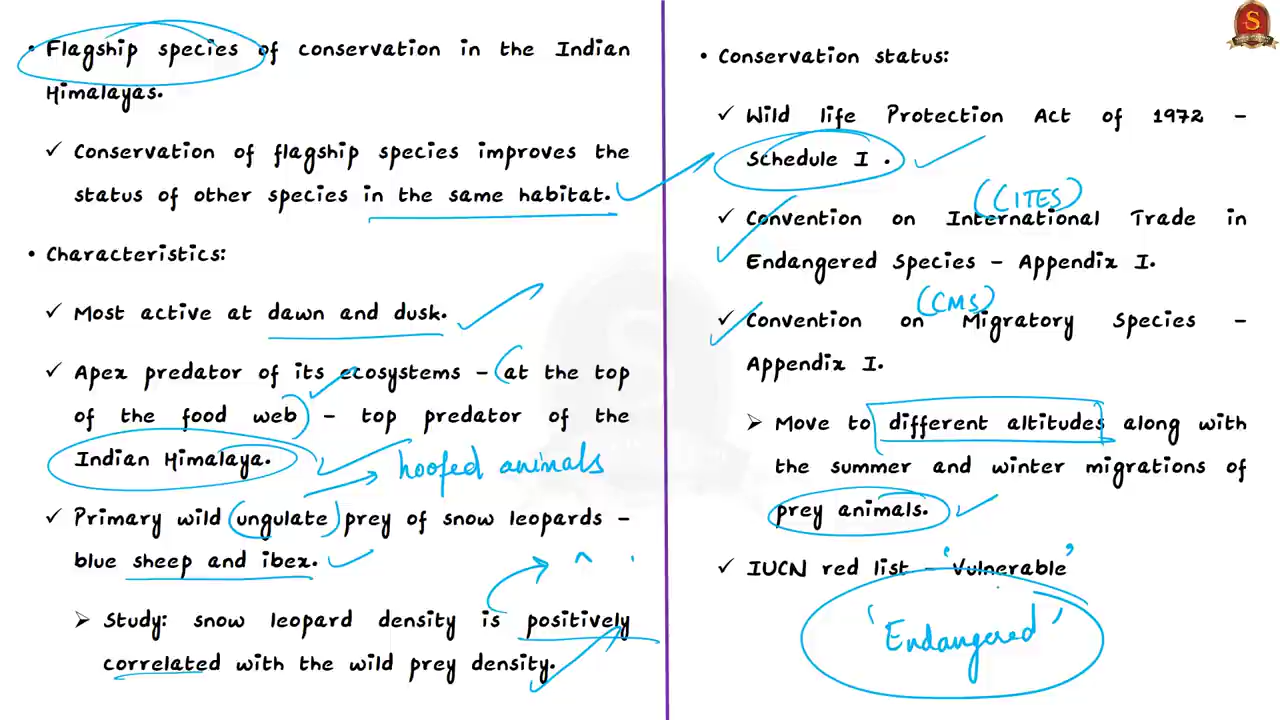 • Flagship species of conservation in the Indian
Himalayas.
✓ Conservation of flagship species improves the
status of other species in the same habitat.
• Characteristics:
✓ Most active at dawn and dusk.
✓ Apex predator of its ecosystems - (at the top
of the food web) - top predator of the
Indian Himalaya.
hoofed animals
✓ Primary wild (ungulate) prey of snow leopards -
blue sheep and ibex.
➢ Study: snow leopard density is positively
correlated with the wild prey density.
• Conservation status:
✓ Wild life Protection Act of 1972 -
Schedule I.
(CITES)
✓ Convention on International Trade in
Endangered Species - Appendix I.
(CMS)
✓ Convention on Migratory Species -
Appendix I.
➢ Move to different altitudes along with
the summer and winter migrations of
prey animals.
✓ IUCN red list - 'Vulnerable'
'Endangered'
S